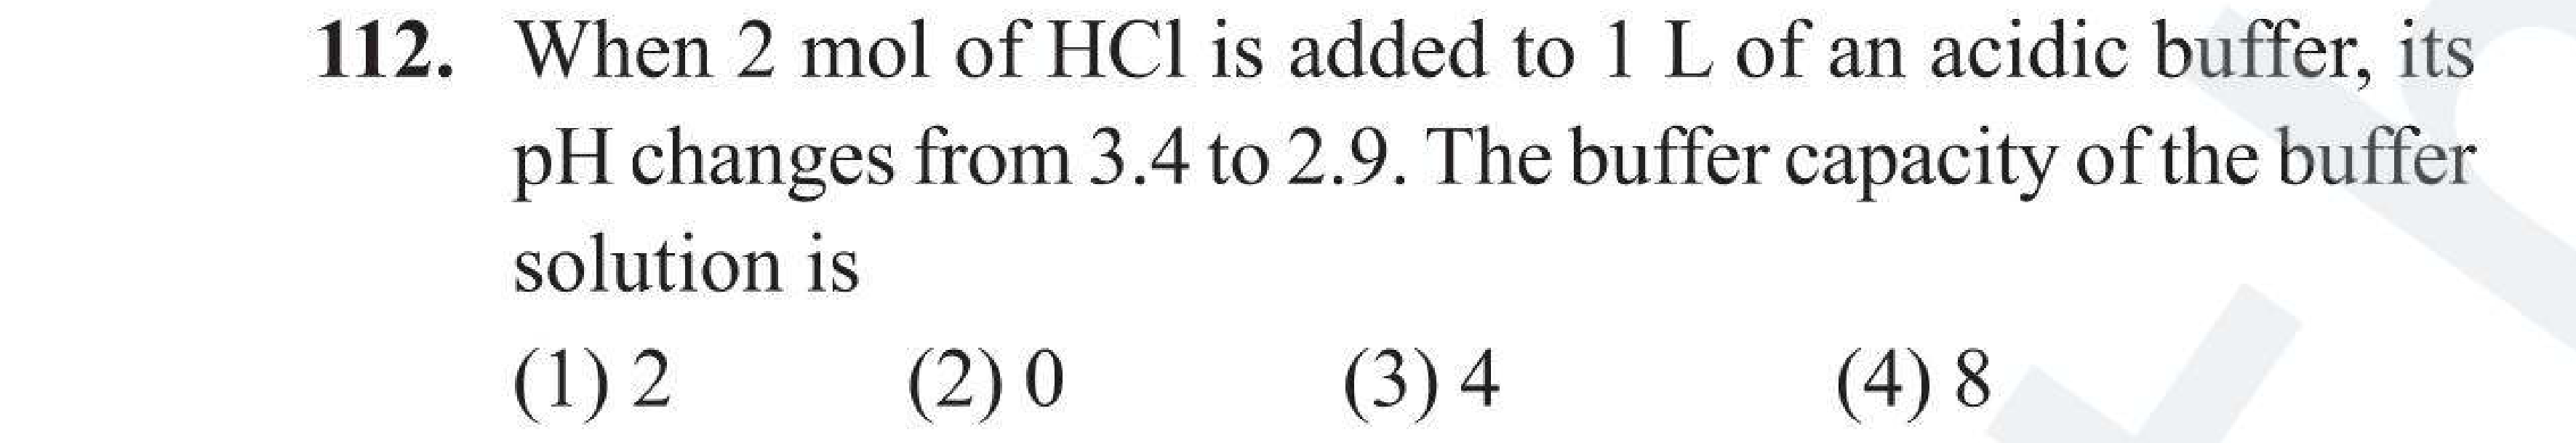 112. When 2 mol of HCl is added to 1 L of an acidic buffer, its
pH changes from 3.4 to 2.9. The buffer capacity of the buffer
solution is
(1) 2 (2) 0 (3) 4 (4) 8